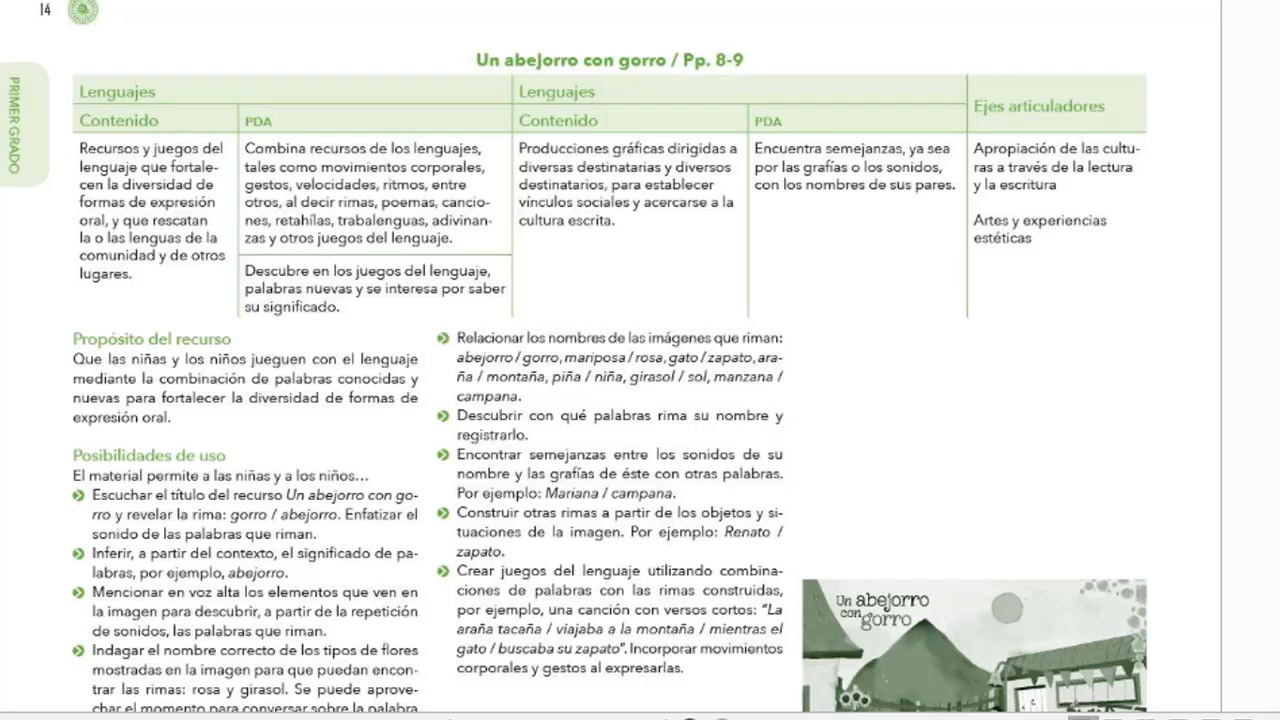 14
PRIMER GRADO
Un abejorro con gorro / Pp. 8-9
Lenguajes
Lenguajes
Ejes articuladores
Contenido
PDA
Contenido
PDA
Recursos y juegos del
lenguaje que fortale-
cen la diversidad de
formas de expresión
oral, y que rescatan
la o las lenguas de la
comunidad y de otros
lugares.
Combina recursos de los lenguajes,
tales como movimientos corporales,
gestos, velocidades, ritmos, entre
otros, al decir rimas, poemas, cancio-
nes, retahílas, trabalenguas, adivinan-
zas y otros juegos del lenguaje.
Descubre en los juegos del lenguaje,
palabras nuevas y se interesa por saber
su significado.
Producciones gráficas dirigidas a
diversas destinatarias y diversos
destinatarios, para establecer
vínculos sociales y acercarse a la
cultura escrita.
Encuentra semejanzas, ya sea
por las grafías o los sonidos,
con los nombres de sus pares.
Apropiación de las cultu-
ras a través de la lectura
y la escritura
Artes y experiencias
estéticas
Propósito del recurso
Que las niñas y los niños jueguen con el lenguaje
mediante la combinación de palabras conocidas y
nuevas para fortalecer la diversidad de formas de
expresión oral.
Posibilidades de uso
El material permite a las niñas y a los niños...
Escuchar el título del recurso Un abejorro con go-
rro y revelar la rima: gorro / abejorro. Enfatizar el
sonido de las palabras que riman.
Inferir, a partir del contexto, el significado de pa-
labras, por ejemplo, abejorro.
Mencionar en voz alta los elementos que ven en
la imagen para descubrir, a partir de la repetición
de sonidos, las palabras que riman.
Indagar el nombre correcto de los tipos de flores
mostradas en la imagen para que puedan encon-
trar las rimas: rosa y girasol. Se puede aprove-
char el momento para conversar sobre la palabra
Relacionar los nombres de las imágenes que riman:
abejorro / gorro, mariposa / rosa, gato / zapato, ara-
ña / montaña, piña / niña, girasol / sol, manzana /
campana.
Descubrir con qué palabras rima su nombre y
registrarlo.
Encontrar semejanzas entre los sonidos de su
nombre y las grafías de éste con otras palabras.
Por ejemplo: Mariana / campana.
Construir otras rimas a partir de los objetos y si-
tuaciones de la imagen. Por ejemplo: Renato /
zapato.
Crear juegos del lenguaje utilizando combina-
ciones de palabras con las rimas construidas,
por ejemplo, una canción con versos cortos: "La
araña tacaña / viajaba a la montaña / mientras el
gato / buscaba su zapato". Incorporar movimientos
corporales y gestos al expresarlas.
Un abejorro
con
gorro